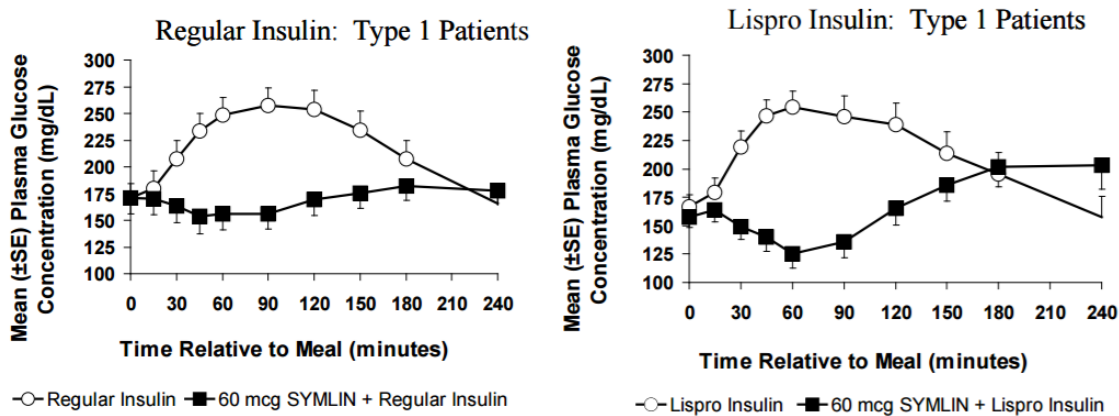 Regular Insulin: Type 1 Patients
Mean (±SE) Plasma Glucose
Concentration (mg/dL)
300
275
250
225
200
175
150
125
100
0 30 60 90 120 150 180 210 240
Time Relative to Meal (minutes)
Regular Insulin 60 mcg SYMLIN + Regular Insulin
Lispro Insulin: Type 1 Patients
Mean (±SE) Plasma Glucose
Concentration (mg/dL)
300
275
250
225
200
175
150
125
100
0 30 60 90 120 150 180 210 240
Time Relative to Meal (minutes)
Lispro Insulin 60 mcg SYMLIN + Lispro Insulin